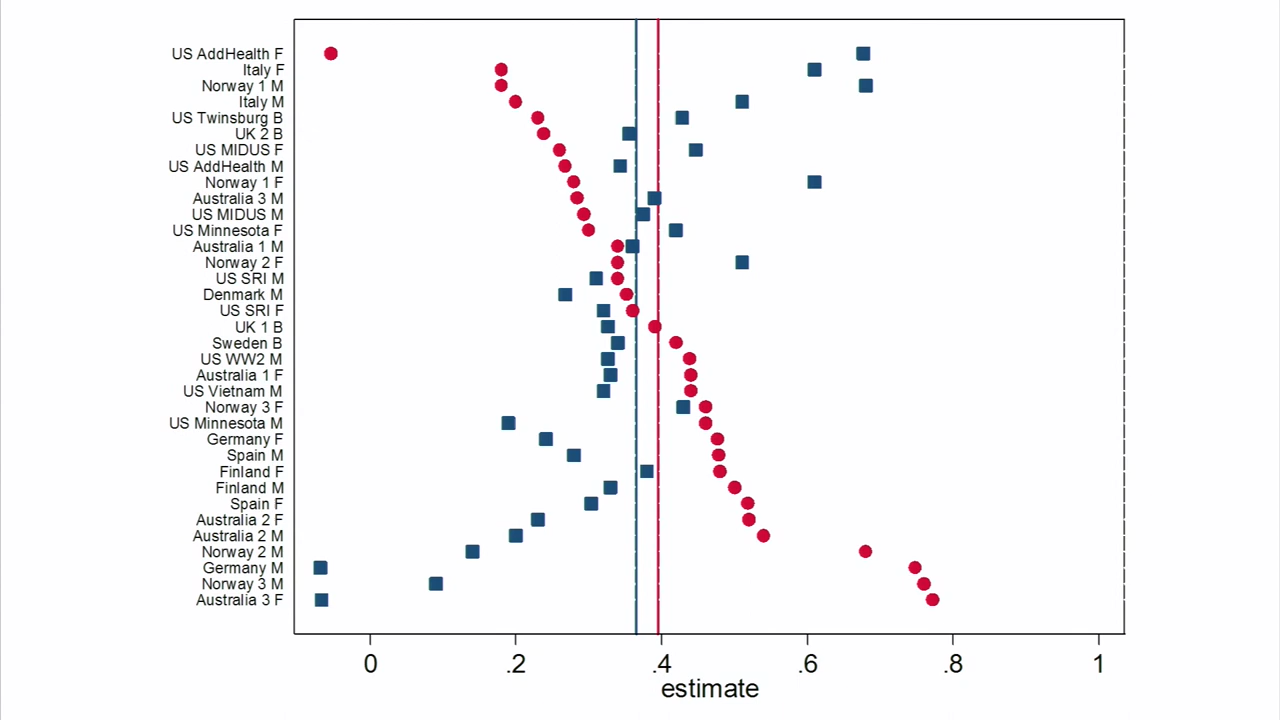 US AddHealth F
Italy F
Norway 1 M
Italy M
US Twinsburg B
UK 2 B
US MIDUS F
US AddHealth M
Norway 1 F
Australia 3 M
US MIDUS M
US Minnesota F
Australia 1 M
Norway 2 F
US SRI M
Denmark M
US SRI F
UK 1 B
Sweden B
US WW2 M
Australia 1 F
US Vietnam M
Norway 3 F
US Minnesota M
Germany F
Spain M
Finland F
Finland M
Spain F
Australia 2 F
Australia 2 M
Norway 2 M
Germany M
Norway 3 M
Australia 3 F
0 .2 .4 .6 .8 1
estimate